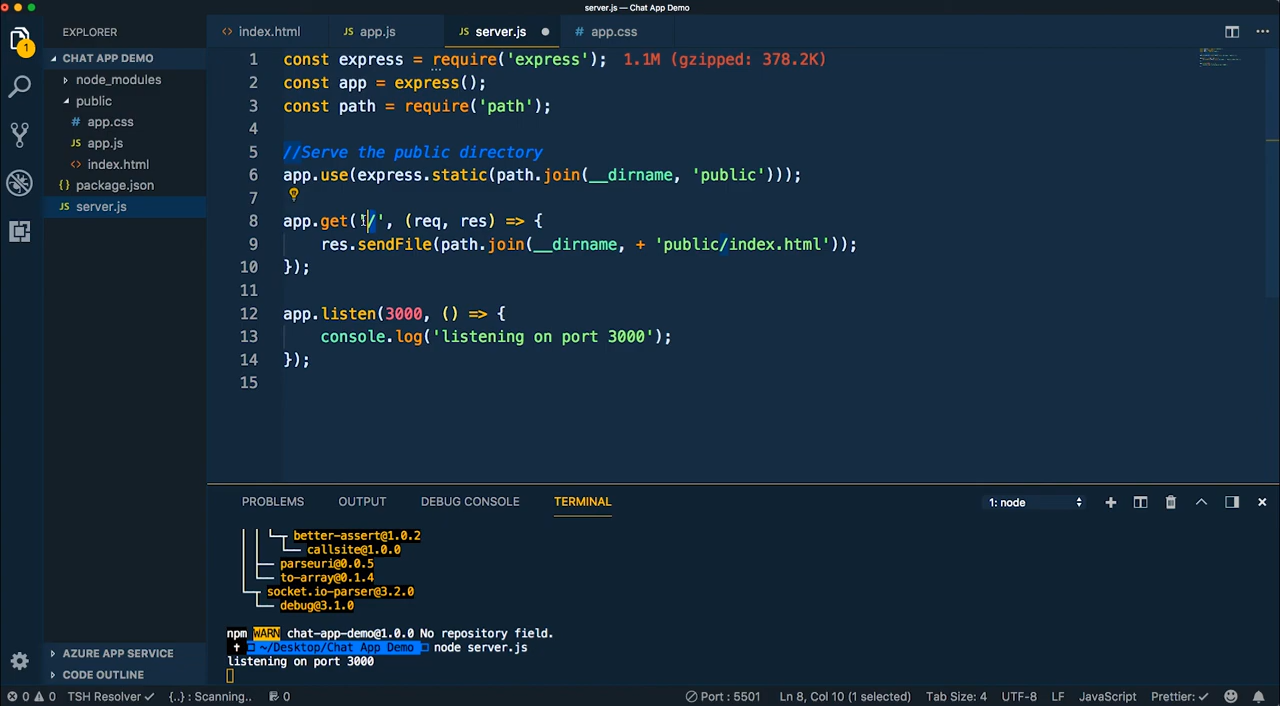 server.js — Chat App Demo
EXPLORER
<> index.html
JS app.js
JS server.js
# app.css
CHAT APP DEMO
node_modules
public
# app.css
JS app.js
<> index.html
{} package.json
JS server.js
1
1 const express = require('express'); 1.1M (gzipped: 378.2K)
2 const app = express();
3 const path = require('path');
4
5 //Serve the public directory
6 app.use(express.static(path.join(__dirname, 'public')));
7
8 app.get('/', (req, res) => {
9 res.sendFile(path.join(__dirname, + 'public/index.html'));
10 });
11
12 app.listen(3000, () => {
13 console.log('listening on port 3000');
14 });
15
PROBLEMS OUTPUT DEBUG CONSOLE TERMINAL 1: node
better-assert@1.0.2
callsite@1.0.0
parseuri@0.0.5
to-array@0.1.4
socket.io-parser@3.2.0
debug@3.1.0
npm WARN chat-app-demo@1.0.0 No repository field.
~/Desktop/Chat App Demo node server.js
listening on port 3000
AZURE APP SERVICE
CODE OUTLINE
0 0 TSH Resolver {..} : Scanning.. 0 Port : 5501 Ln 8, Col 10 (1 selected) Tab Size: 4 UTF-8 LF JavaScript Prettier: